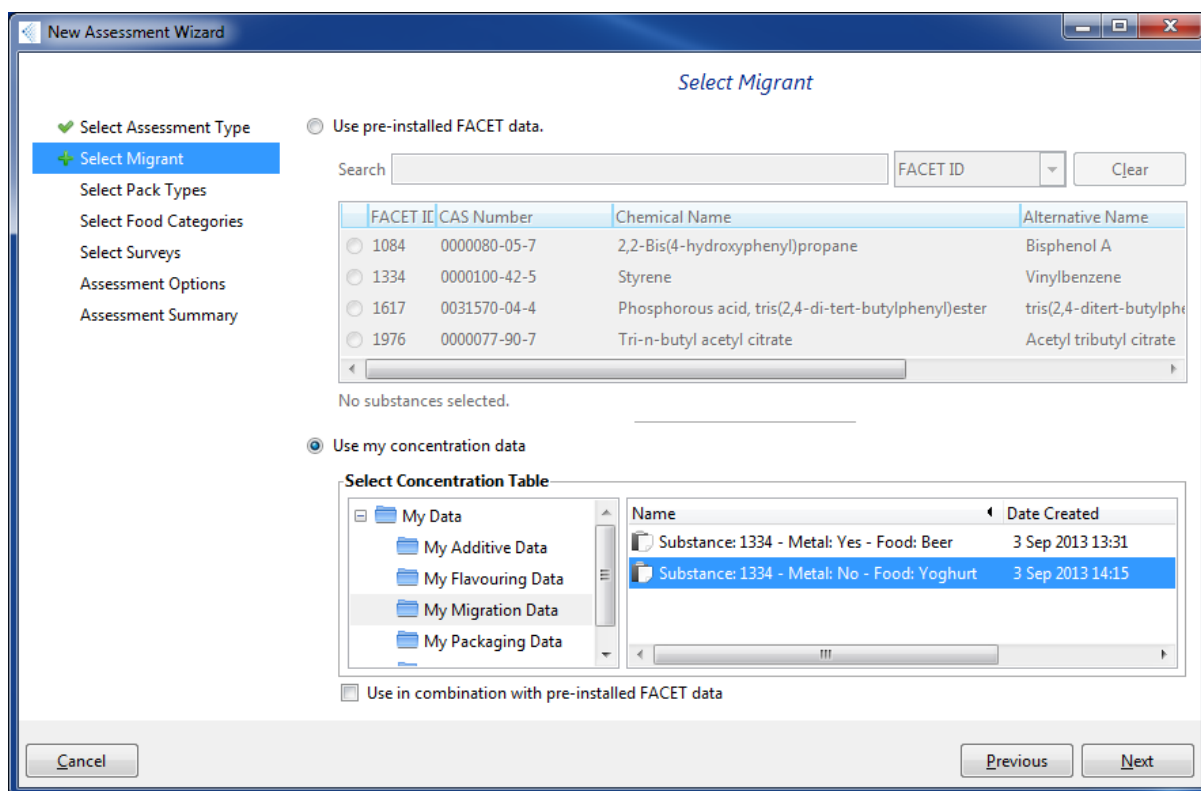 New Assessment Wizard
Select Migrant
Select Assessment Type
Select Migrant
Select Pack Types
Select Food Categories
Select Surveys
Assessment Options
Assessment Summary
Use pre-installed FACET data.
Search FACET ID Clear
FACET ID CAS Number Chemical Name Alternative Name
1084 0000080-05-7 2,2-Bis(4-hydroxyphenyl)propane Bisphenol A
1334 0000100-42-5 Styrene Vinylbenzene
1617 0031570-04-4 Phosphorous acid, tris(2,4-di-tert-butylphenyl)ester tris(2,4-ditert-butylphe
1976 0000077-90-7 Tri-n-butyl acetyl citrate Acetyl tributyl citrate
No substances selected.
Use my concentration data
Select Concentration Table
My Data
My Additive Data
My Flavouring Data
My Migration Data
My Packaging Data
Name Date Created
Substance: 1334 - Metal: Yes - Food: Beer 3 Sep 2013 13:31
Substance: 1334 - Metal: No - Food: Yoghurt 3 Sep 2013 14:15
Use in combination with pre-installed FACET data
Cancel Previous Next